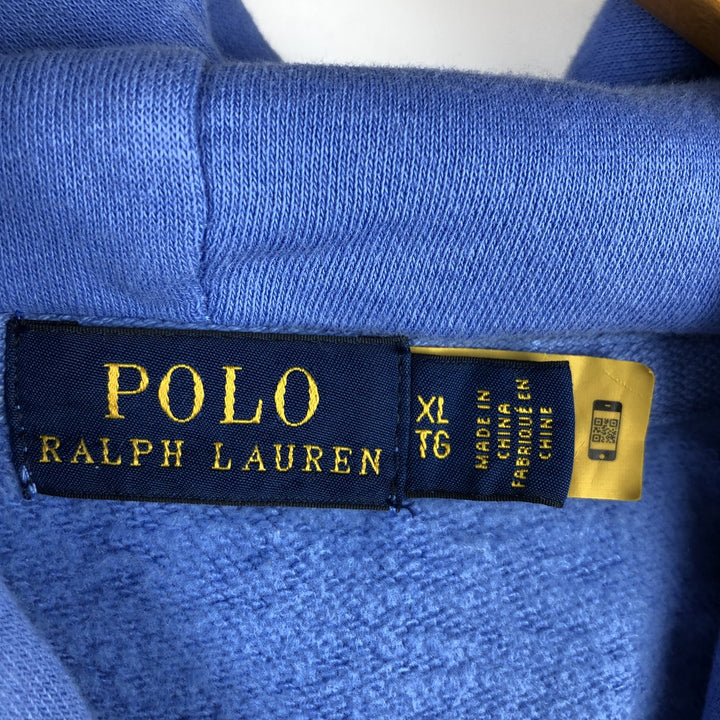 POLO
RALPH LAUREN
XL
TG
MADE IN
CHINA
FABRIQUÉ EN
CHINE